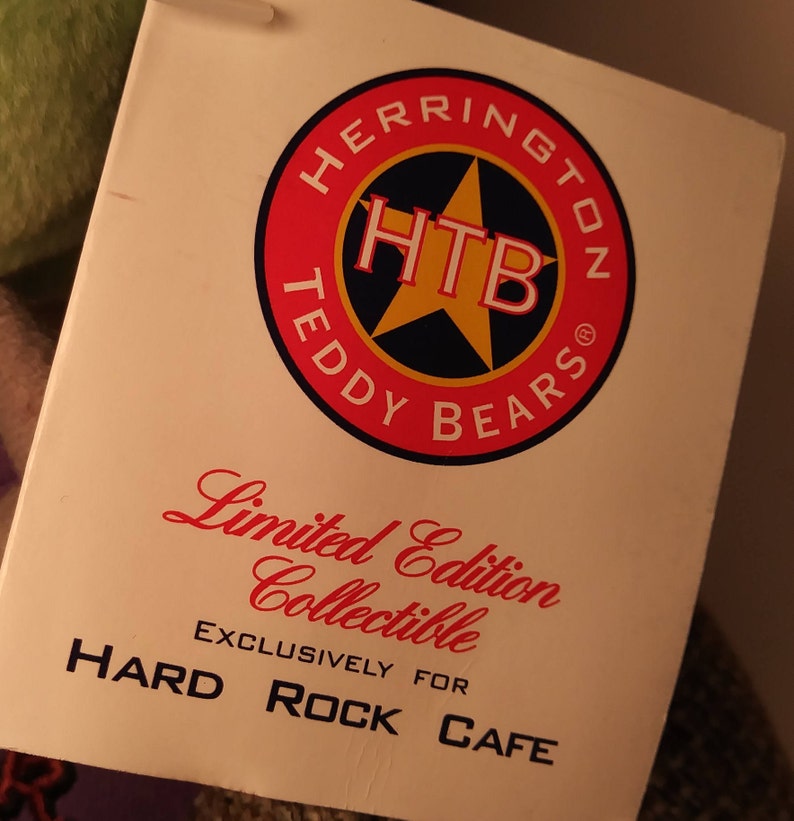 HERRINGTON
HTB
TEDDY BEARS®
Limited Edition
Collectible
EXCLUSIVELY FOR
HARD ROCK CAFE